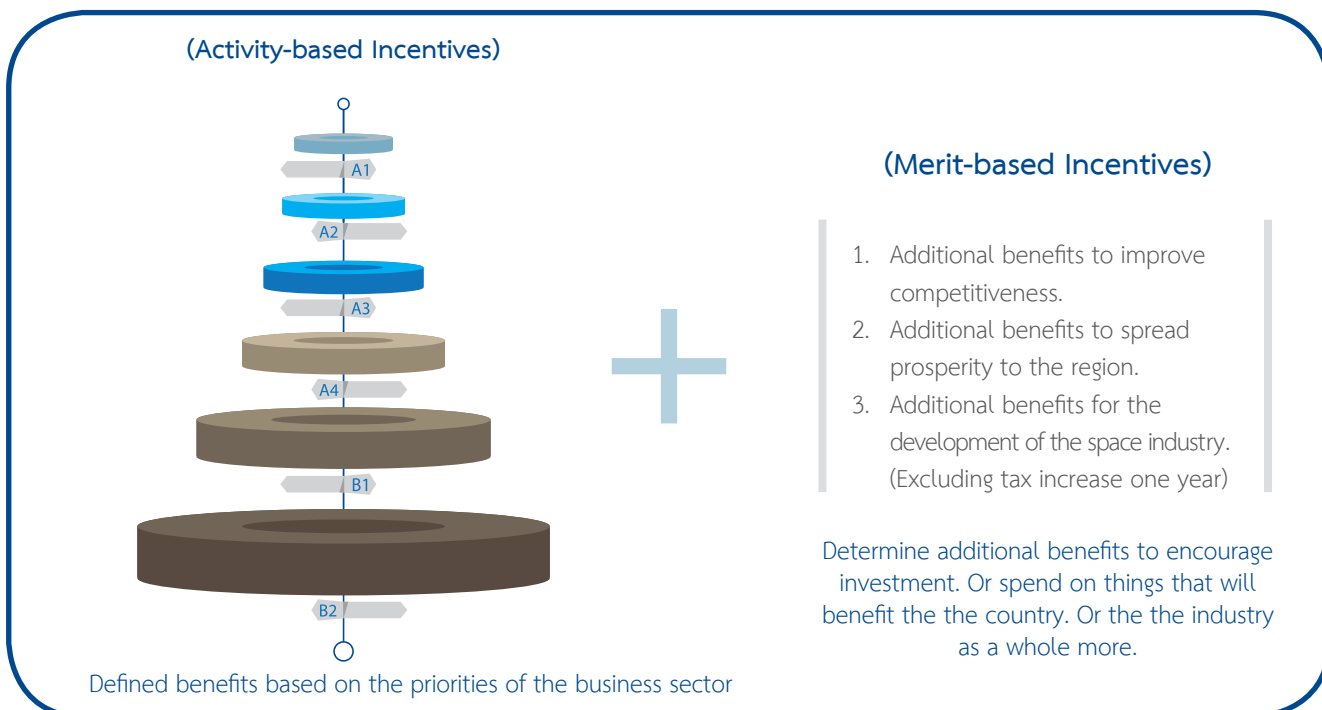 (Activity-based Incentives)
A1
A2
A3
A4
B1
B2
Defined benefits based on the priorities of the business sector
(Merit-based Incentives)
1. Additional benefits to improve
competitiveness.
2. Additional benefits to spread
prosperity to the region.
3. Additional benefits for the
development of the space industry.
(Excluding tax increase one year)
Determine additional benefits to encourage
investment. Or spend on things that will
benefit the the country. Or the the industry
as a whole more.